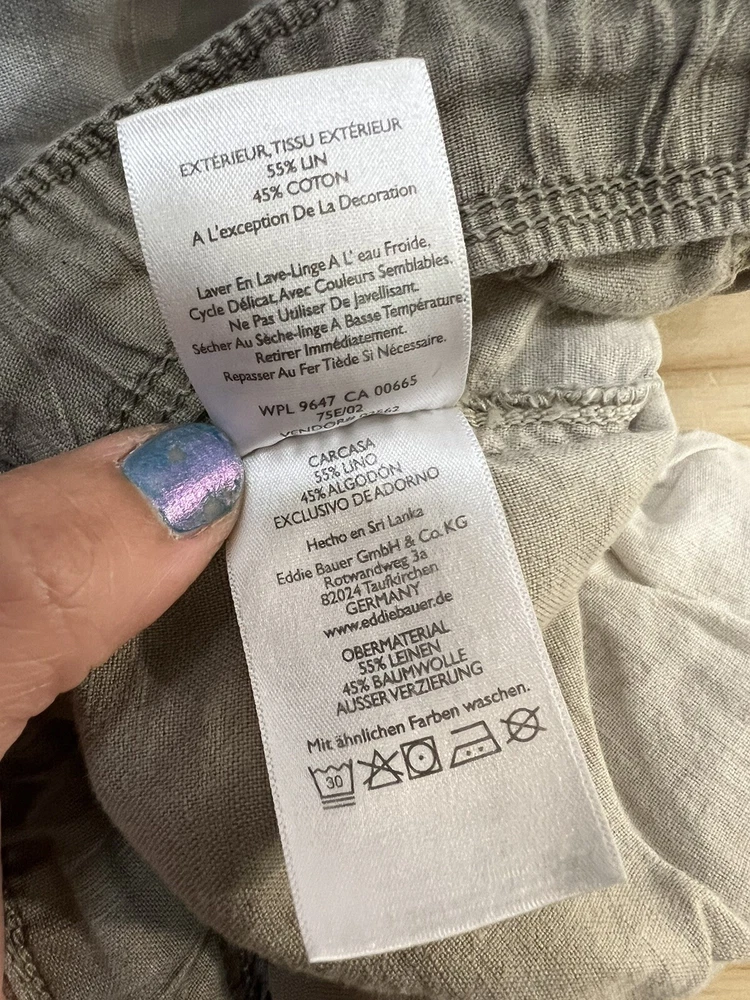 EXTÉRIEUR,TISSU EXTÉRIEUR
55% LIN
45% COTON
A L'exception De La Decoration
Laver En Lave-Linge A L' eau Froide,
Cycle Délicat, Avec Couleurs Semblables.
Ne Pas Utiliser De Javellisant.
Sécher Au Sèche-linge A Basse Température.
Retirer Immédiatement.
Repasser Au Fer Tiède Si Nécessaire.
WPL 9647 CA 00665
75E/02
VENDOR#
CARCASA
55% LINO
45% ALGODÓN
EXCLUSIVO DE ADORNO
Hecho en Sri Lanka
Eddie Bauer GmbH & Co. KG
Rotwandweg 3a
82024 Taufkirchen
GERMANY
www.eddiebauer.de
OBERMATERIAL
55% LEINEN
45% BAUMWOLLE
AUSSER VERZIERUNG
Mit ähnlichen Farben waschen.
30